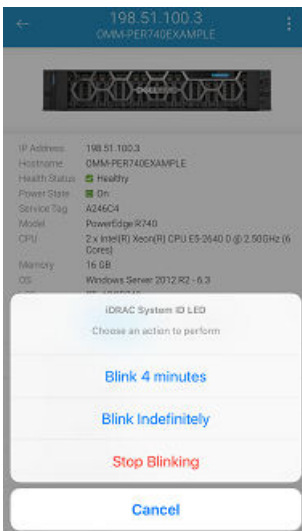 198.51.100.3
OMM-PER740EXAMPLE
DELL EMC
IP Address 198.51.100.3
Hostname OMM-PER740EXAMPLE
Health Status Healthy
Power State On
Service Tag A246C4
Model PowerEdge R740
CPU 2 x Intel(R) Xeon(R) CPU E5-2640 0 @ 2.50GHz (6
Cores)
Memory 16 GB
OS Windows Server 2012 R2 - 6.3
iDRAC System ID LED
Choose an action to perform
Blink 4 minutes
Blink Indefinitely
Stop Blinking
Cancel